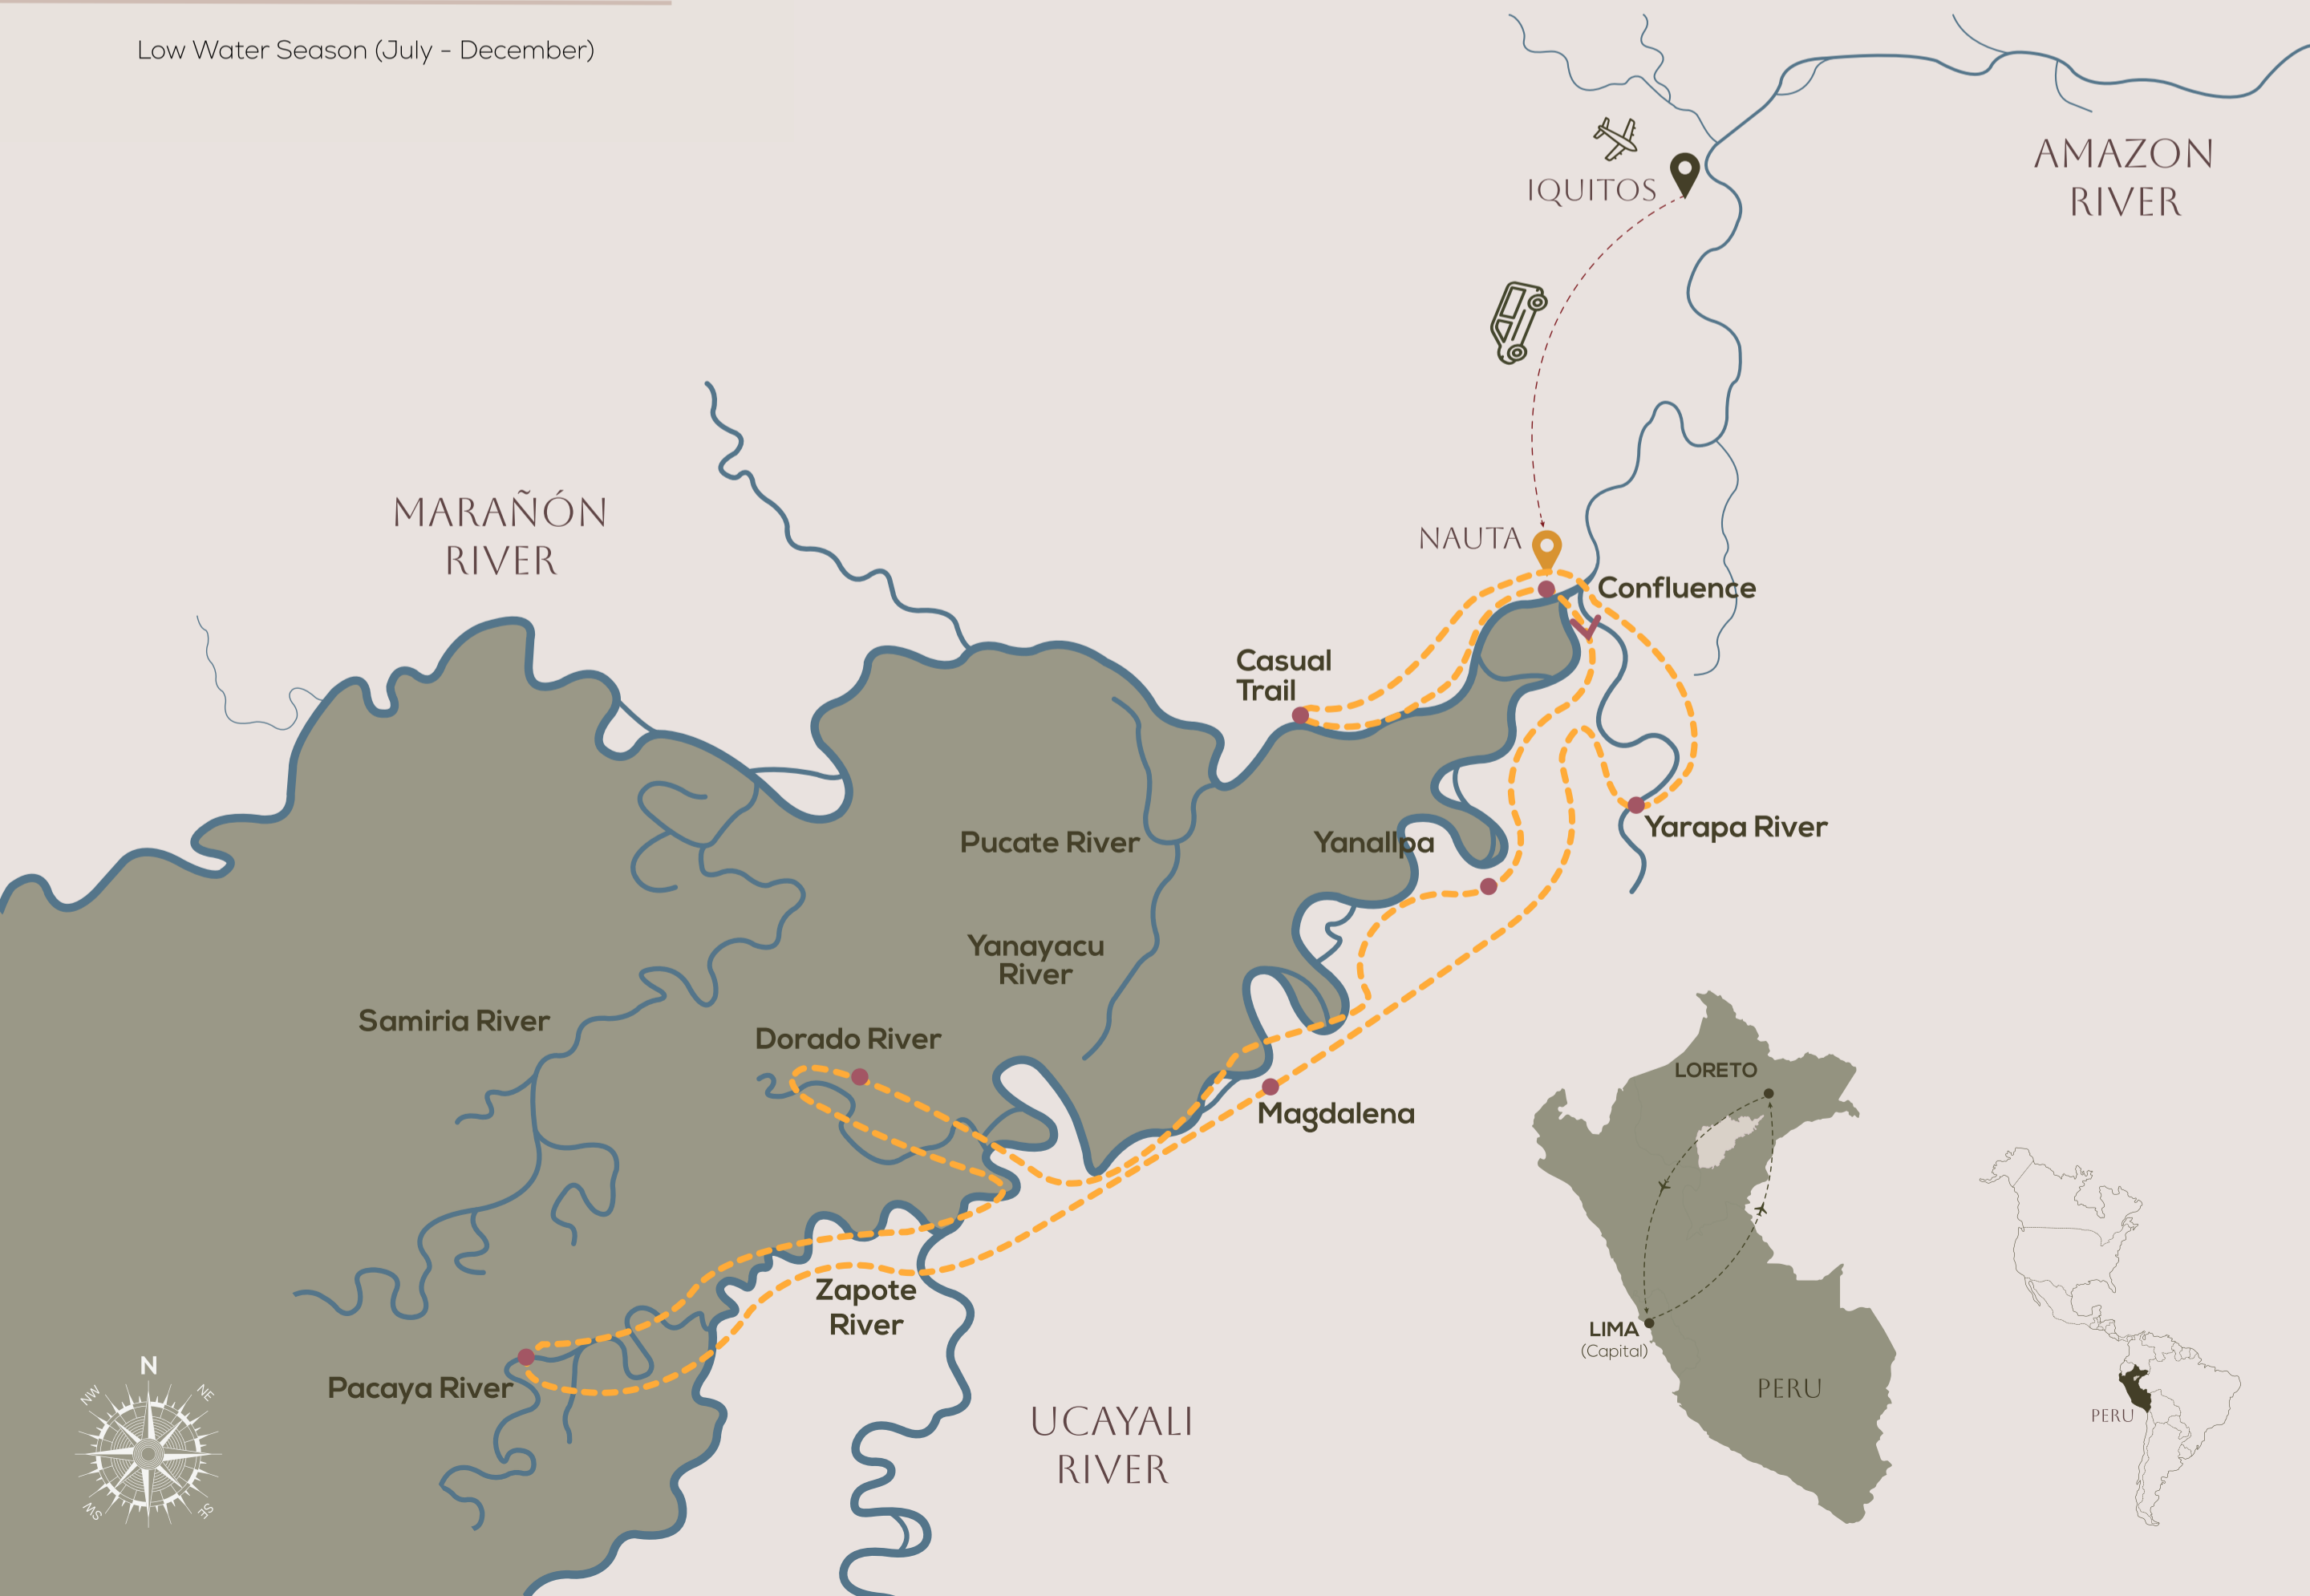 Low Water Season (July - December)
AMAZON
RIVER
IQUITOS
MARAÑÓN
RIVER
NAUTA
Confluence
Casual
Trail
Pucate River
Yanallpa
Yarapa River
Yanayacu
River
Samiria River
Dorado River
Magdalena
LORETO
Zapote
River
LIMA
(Capital)
Pacaya River
PERU
UCAYALI
RIVER
PERU
N
NW
NE
SW
SE